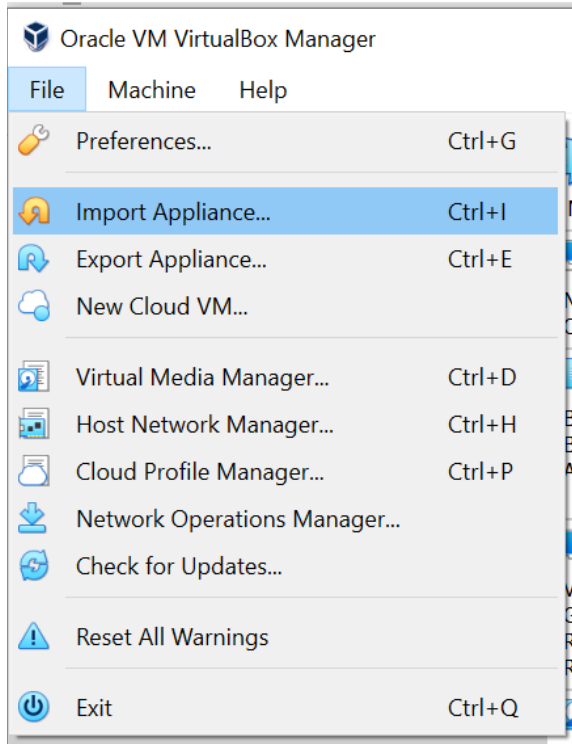 Oracle VM VirtualBox Manager
File Machine Help
Preferences... Ctrl+G
Import Appliance... Ctrl+I
Export Appliance... Ctrl+E
New Cloud VM...
Virtual Media Manager... Ctrl+D
Host Network Manager... Ctrl+H
Cloud Profile Manager... Ctrl+P
Network Operations Manager...
Check for Updates...
Reset All Warnings
Exit Ctrl+Q